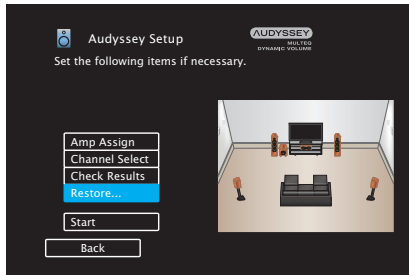 Audyssey Setup
AUDYSSEY
MULTEQ
DYNAMIC VOLUME
Set the following items if necessary.
Amp Assign
Channel Select
Check Results
Restore...
Start
Back